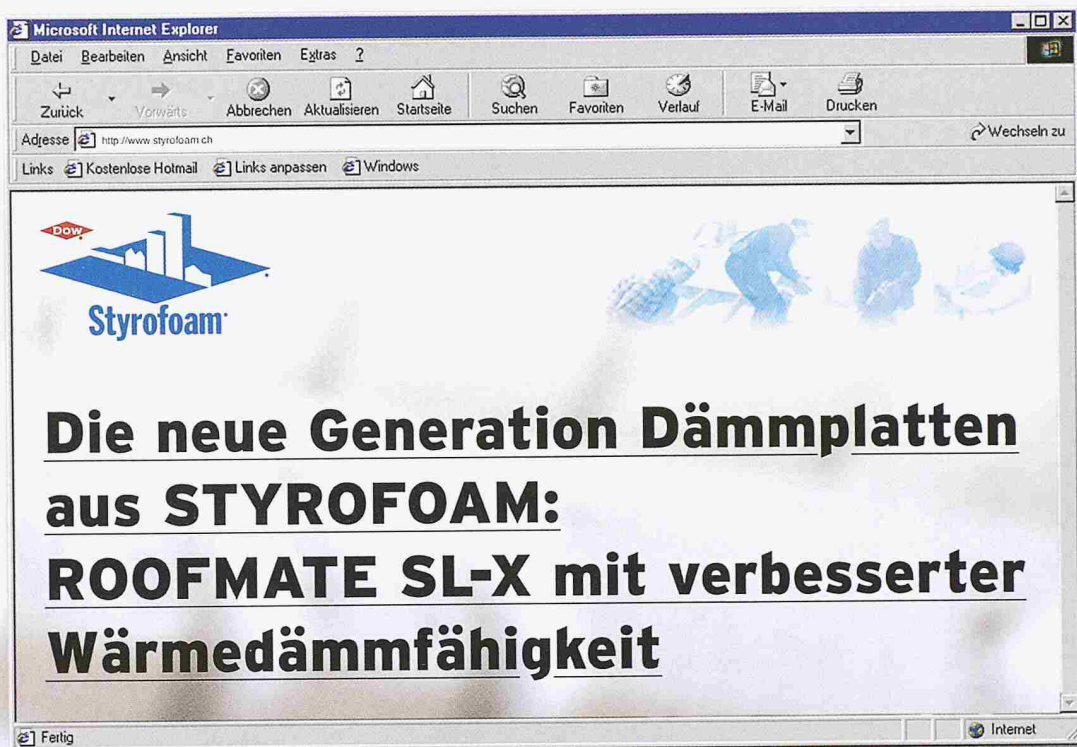 Microsoft Internet Explorer
Datei Bearbeiten Ansicht Favoriten Extras ?
Zurück Vorwärts Abbrechen Aktualisieren Startseite Suchen Favoriten Verlauf E-Mail Drucken
Adresse http://www.styrofoam.ch Wechseln zu
Links Kostenlose Hotmail Links anpassen Windows
DOW
Styrofoam
Die neue Generation Dämmplatten
aus STYROFOAM:
ROOFMATE SL-X mit verbesserter
Wärmedämmfähigkeit
Fertig Internet